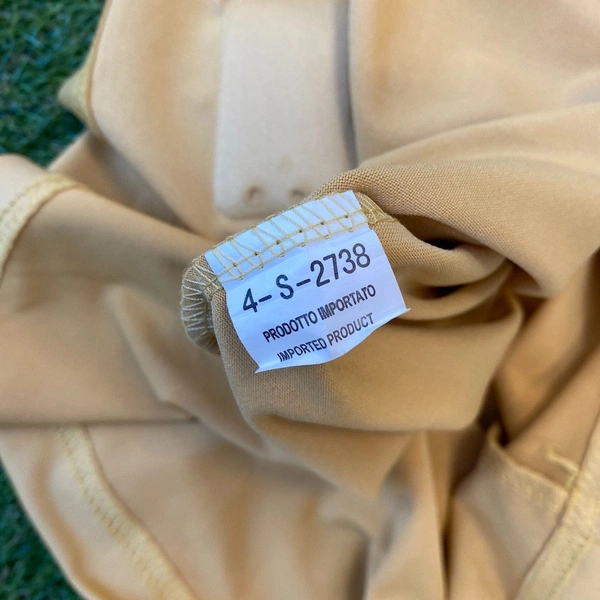 4-S-2738
PRODOTTO IMPORTATO
IMPORTED PRODUCT